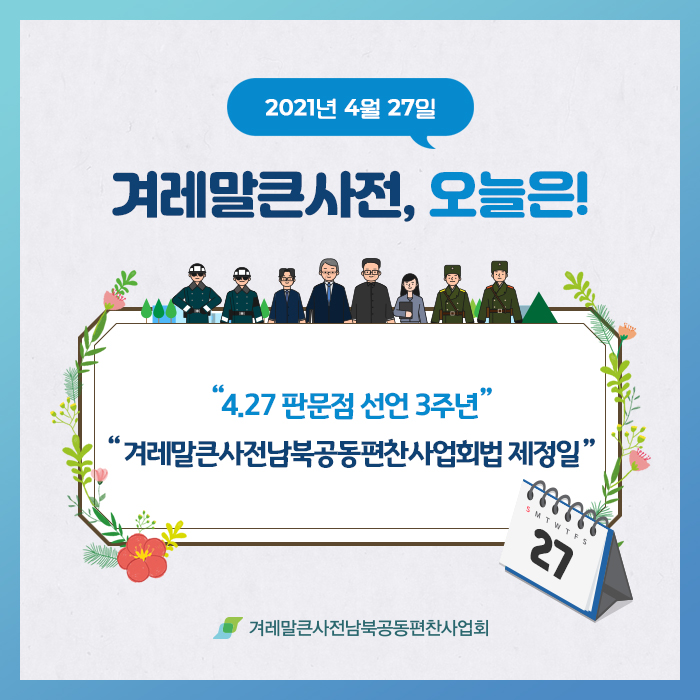 2021년 4월 27일
겨레말큰사전, 오늘은!
“4.27 판문점 선언 3주년”
“겨레말큰사전남북공동편찬사업회법 제정일”
S M T W T F S
27
겨레말큰사전남북공동편찬사업회